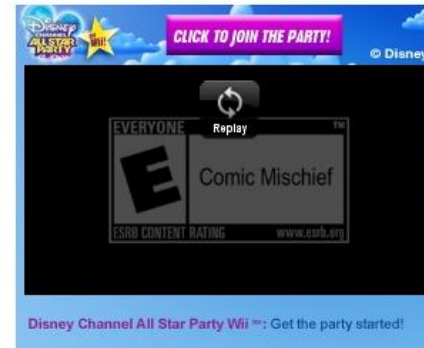 Disney
CHANNEL
ALL STAR
PARTY
Wii
CLICK TO JOIN THE PARTY!
© Disney
Replay
EVERYONE
TM
E
Comic Mischief
ESRB CONTENT RATING www.esrb.org
Disney Channel All Star Party Wii ™: Get the party started!